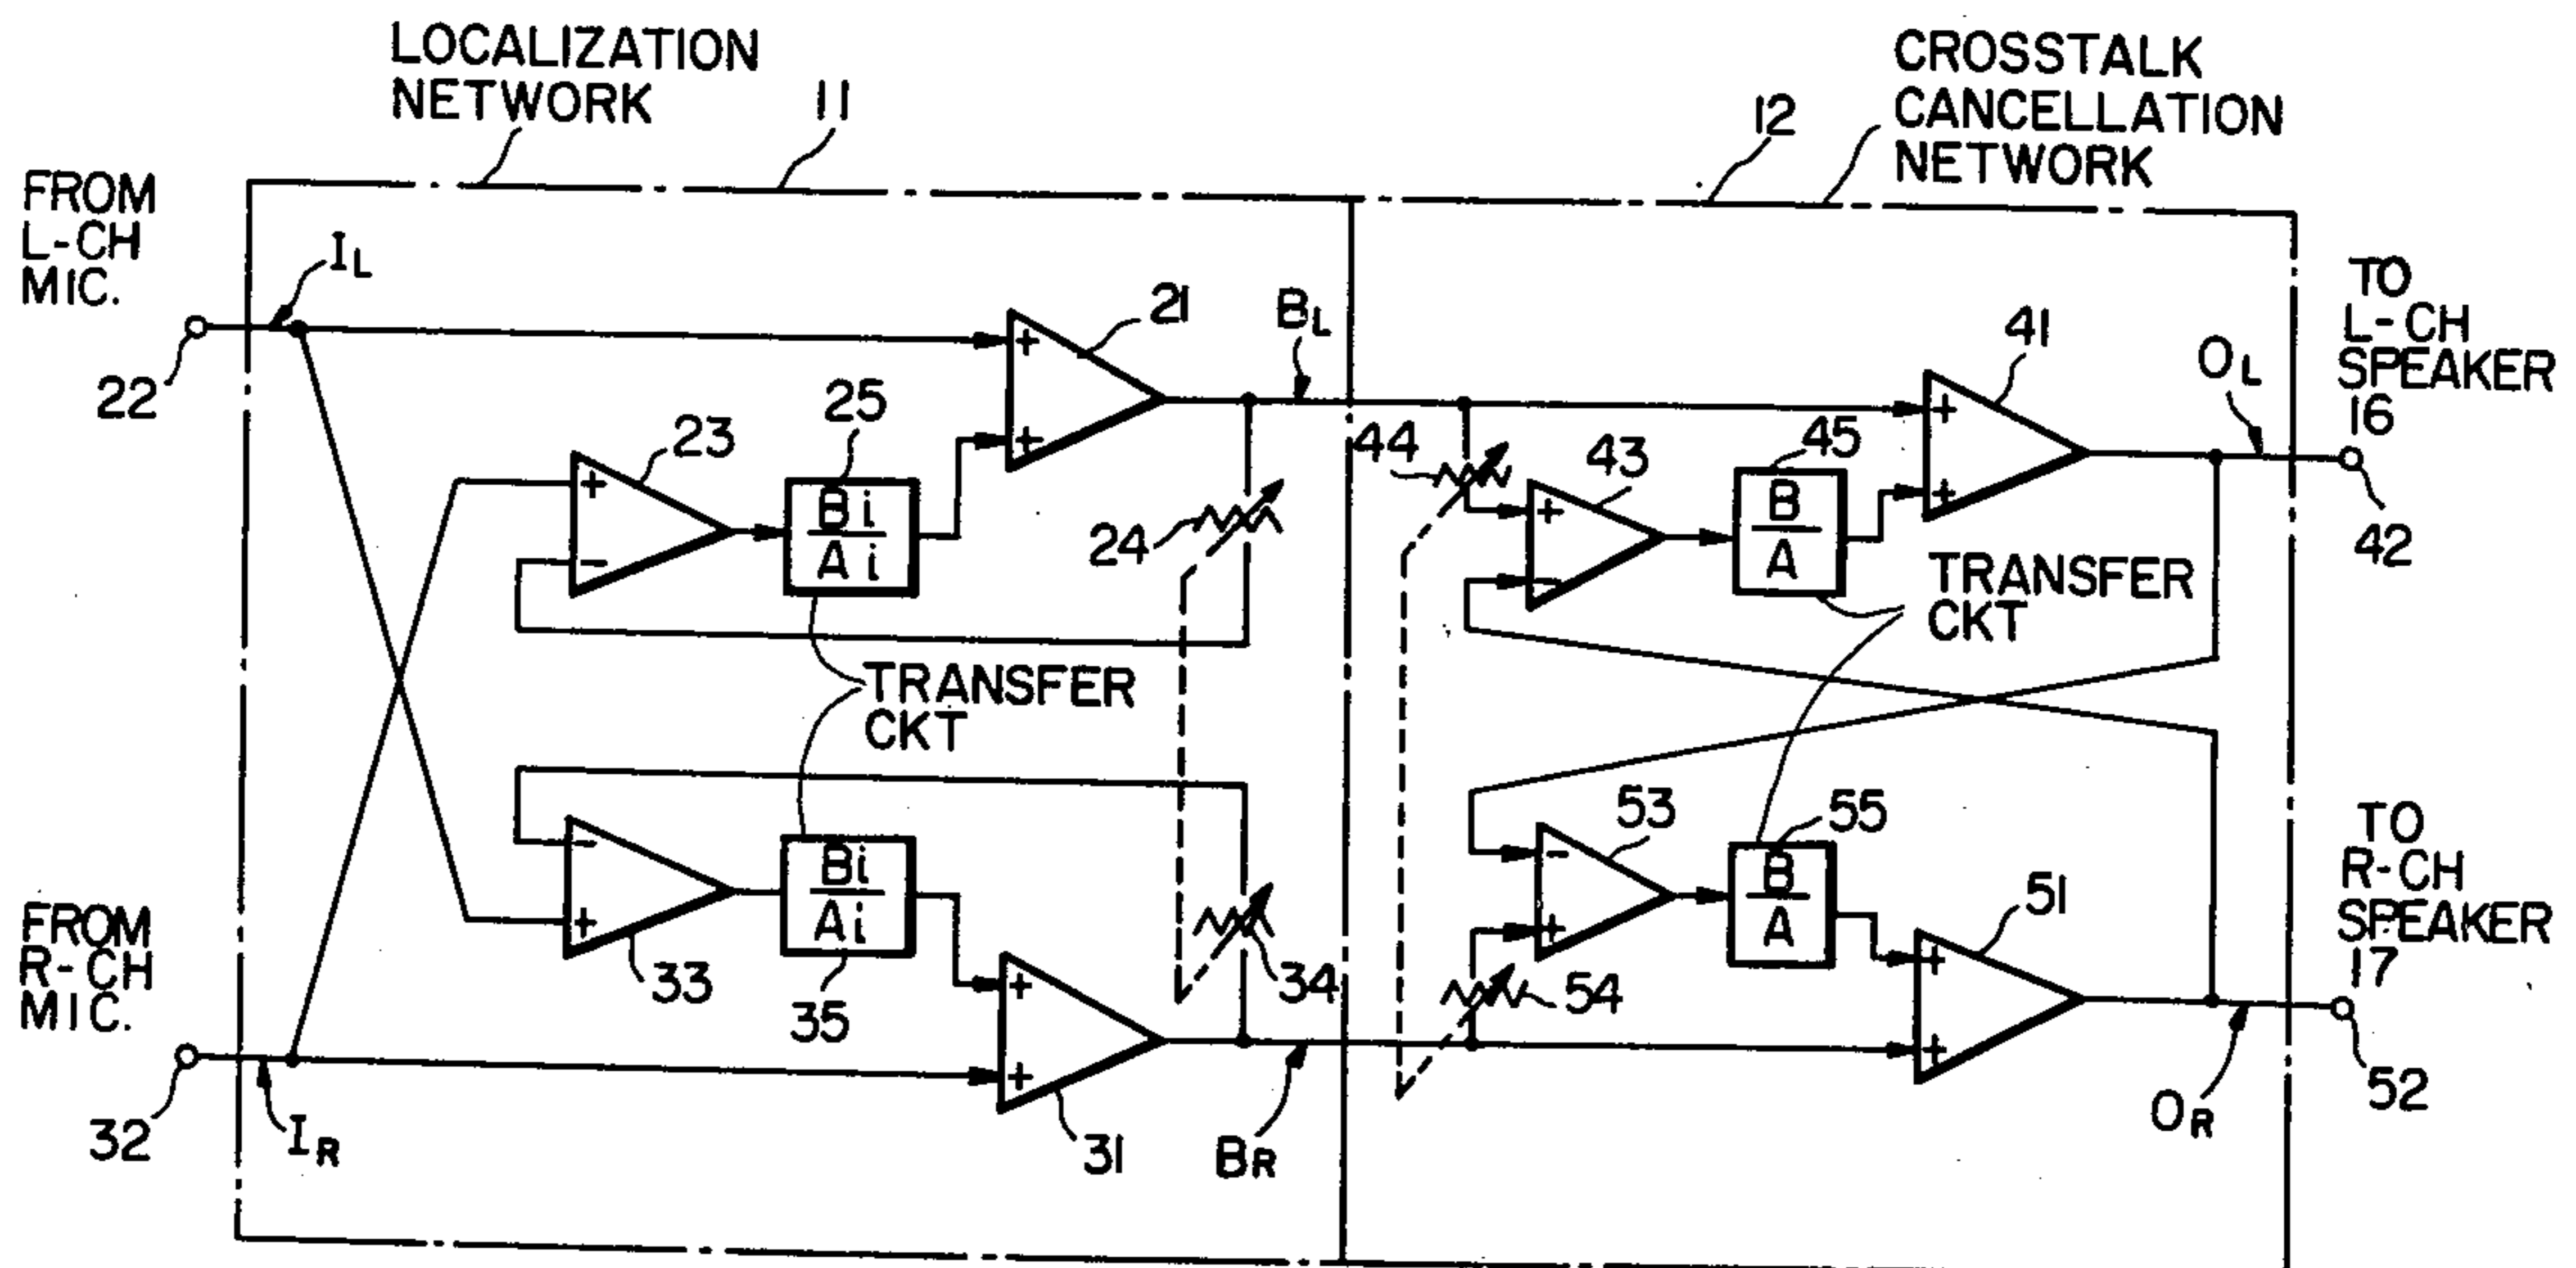 LOCALIZATION
NETWORK
11
12
CROSSTALK
CANCELLATION
NETWORK
FROM
L-CH
MIC.
IL
22
23
25
Bi
Ai
+
-
21
+
+
BL
24
44
43
+
-
45
B
A
41
+
+
OL
TO
L-CH
SPEAKER
16
42
TRANSFER
CKT
TRANSFER
CKT
FROM
R-CH
MIC.
32
IR
-
+
33
Bi
Ai
35
+
+
31
34
BR
53
-
+
54
55
B
A
51
+
+
OR
TO
R-CH
SPEAKER
17
52